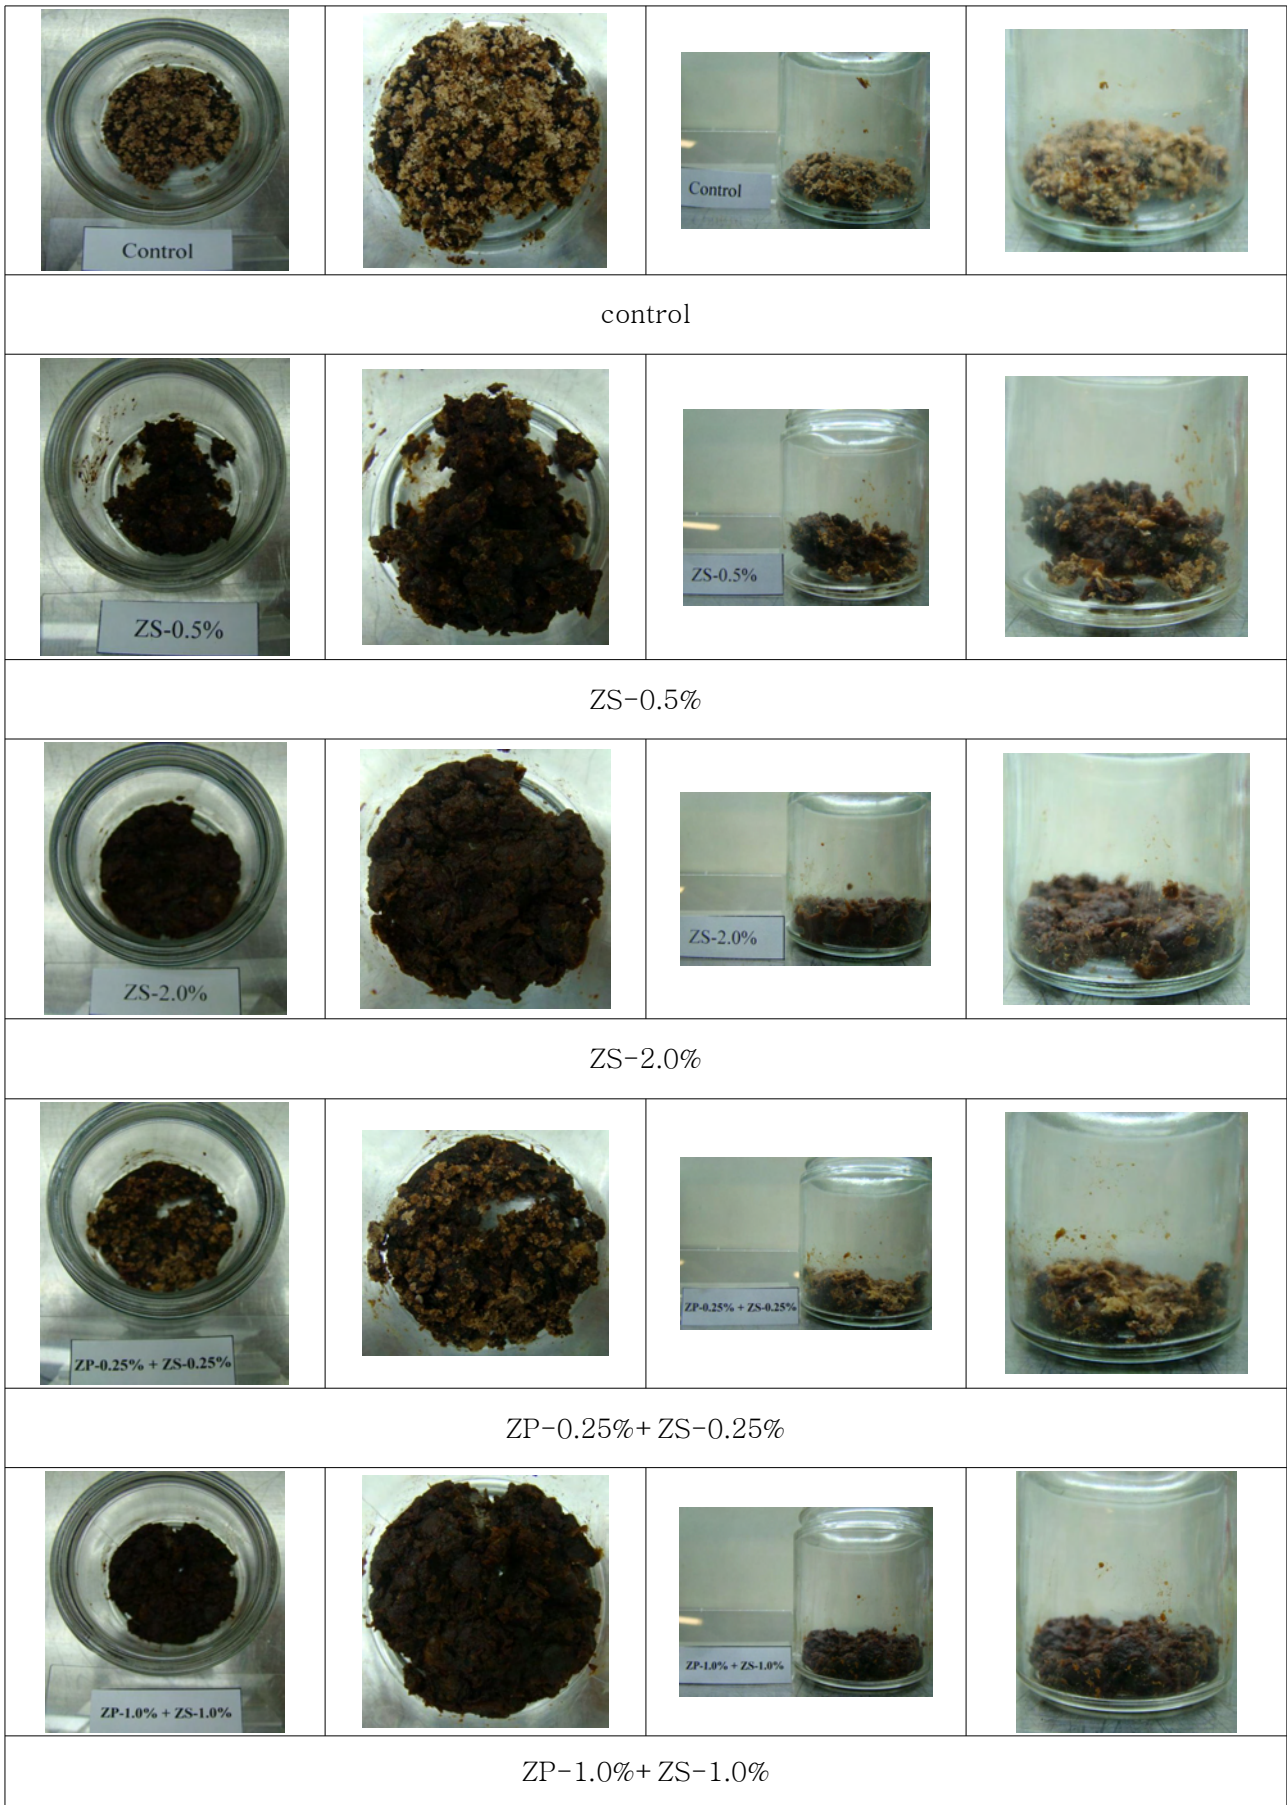 Control
Control
control
ZS-0.5%
ZS-0.5%
ZS-0.5%
ZS-2.0%
ZS-2.0%
ZS-2.0%
ZP-0.25% + ZS-0.25%
ZP-0.25% + ZS-0.25%
ZP-0.25%+ ZS-0.25%
ZP-1.0% + ZS-1.0%
ZP-1.0% + ZS-1.0%
ZP-1.0%+ ZS-1.0%